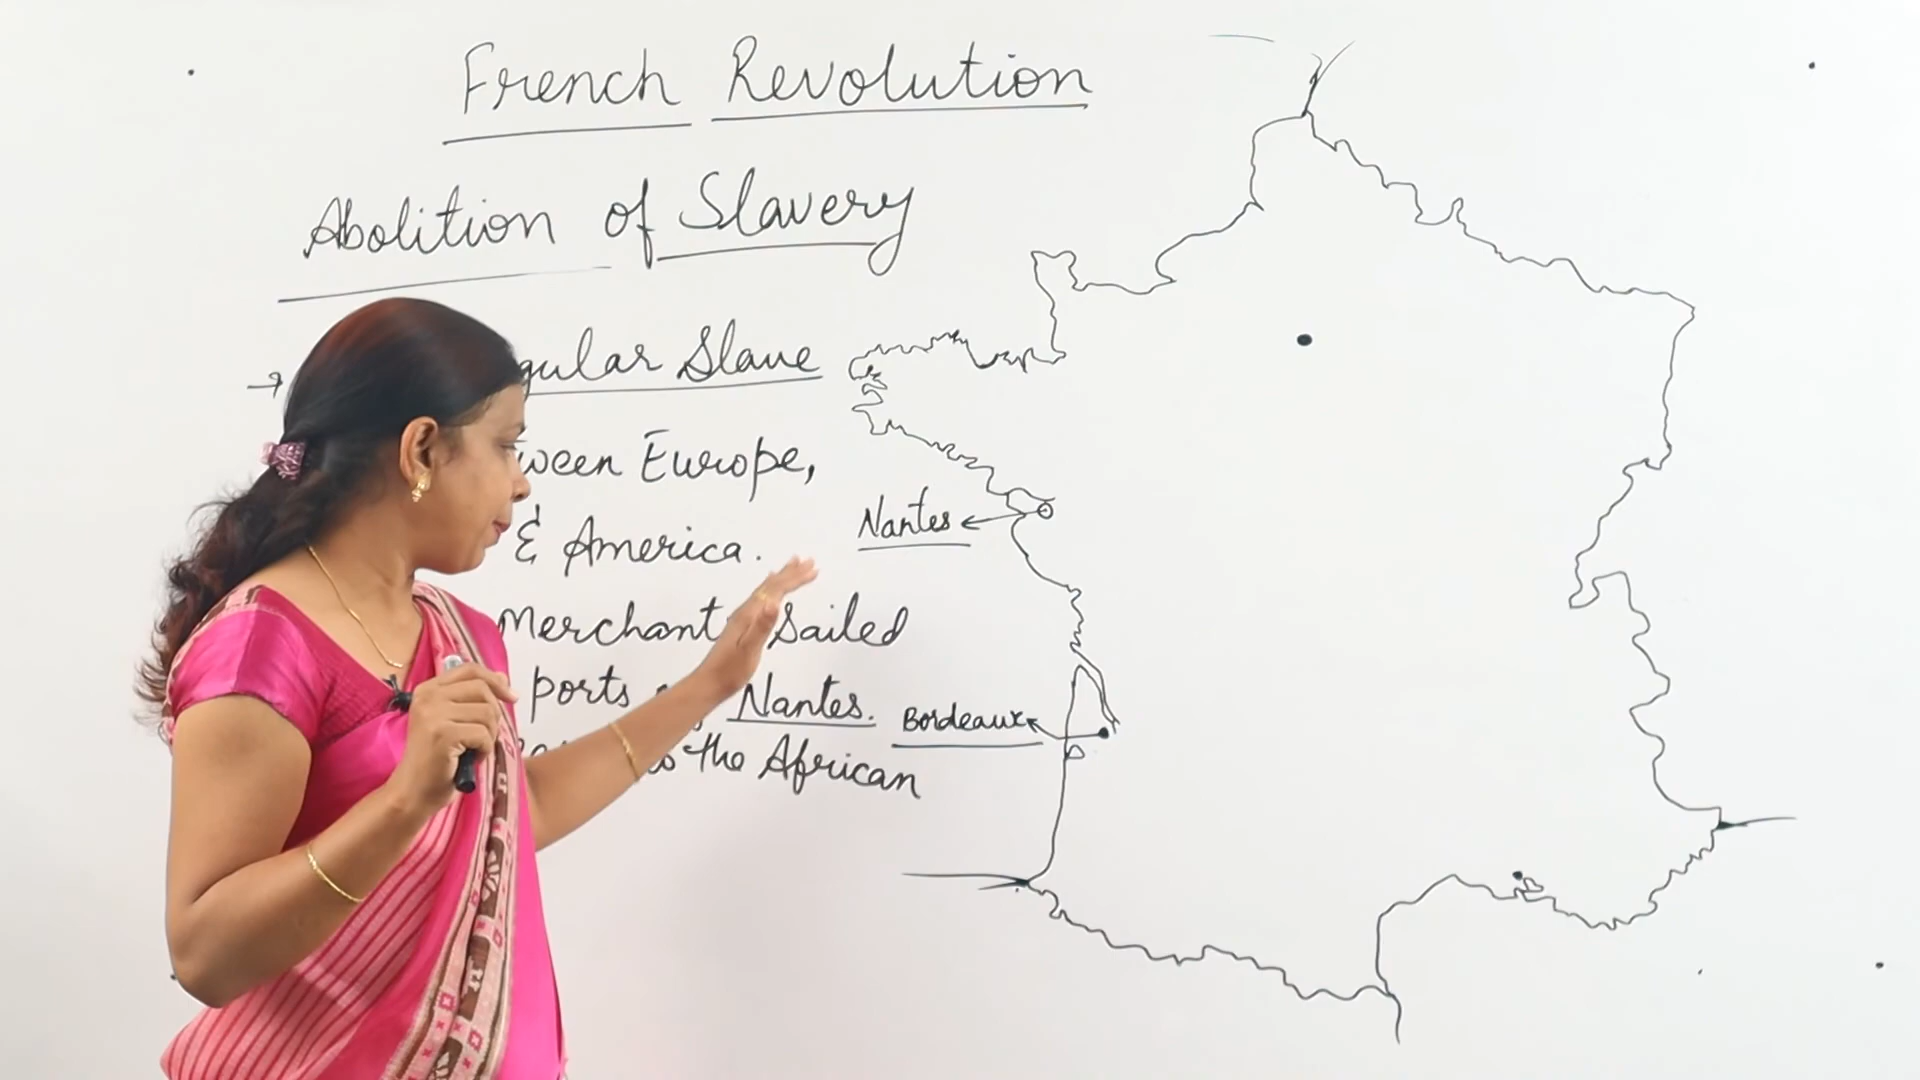 French Revolution
Abolition of Slavery
→ gular Slave
ween Europe,
& America.
Merchant Sailed
ports Nantes.
the African
Nantes
Bordeaux